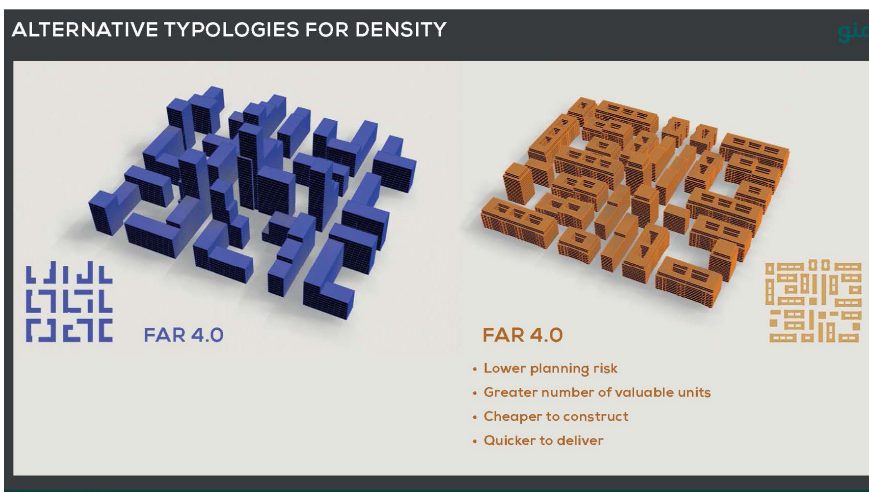 ALTERNATIVE TYPOLOGIES FOR DENSITY
FAR 4.0
FAR 4.0
• Lower planning risk
• Greater number of valuable units
• Cheaper to construct
• Quicker to deliver